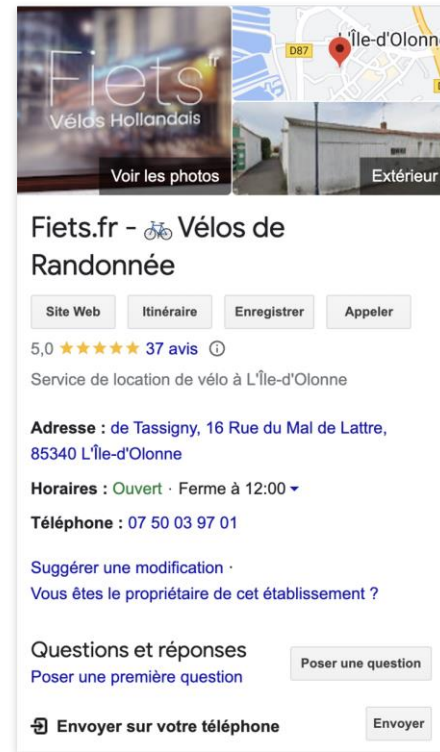 Fiets.fr
Vélos Hollandais
Voir les photos
D87
L'Île-d'Olonne
Extérieur
Fiets.fr - 🚲 Vélos de
Randonnée
Site Web
Itinéraire
Enregistrer
Appeler
5,0 ★★★★★ 37 avis
Service de location de vélo à L'Île-d'Olonne
Adresse : de Tassigny, 16 Rue du Mal de Lattre,
85340 L'Île-d'Olonne
Horaires : Ouvert · Ferme à 12:00
Téléphone : 07 50 03 97 01
Suggérer une modification ·
Vous êtes le propriétaire de cet établissement ?
Questions et réponses
Poser une première question
Poser une question
Envoyer sur votre téléphone
Envoyer